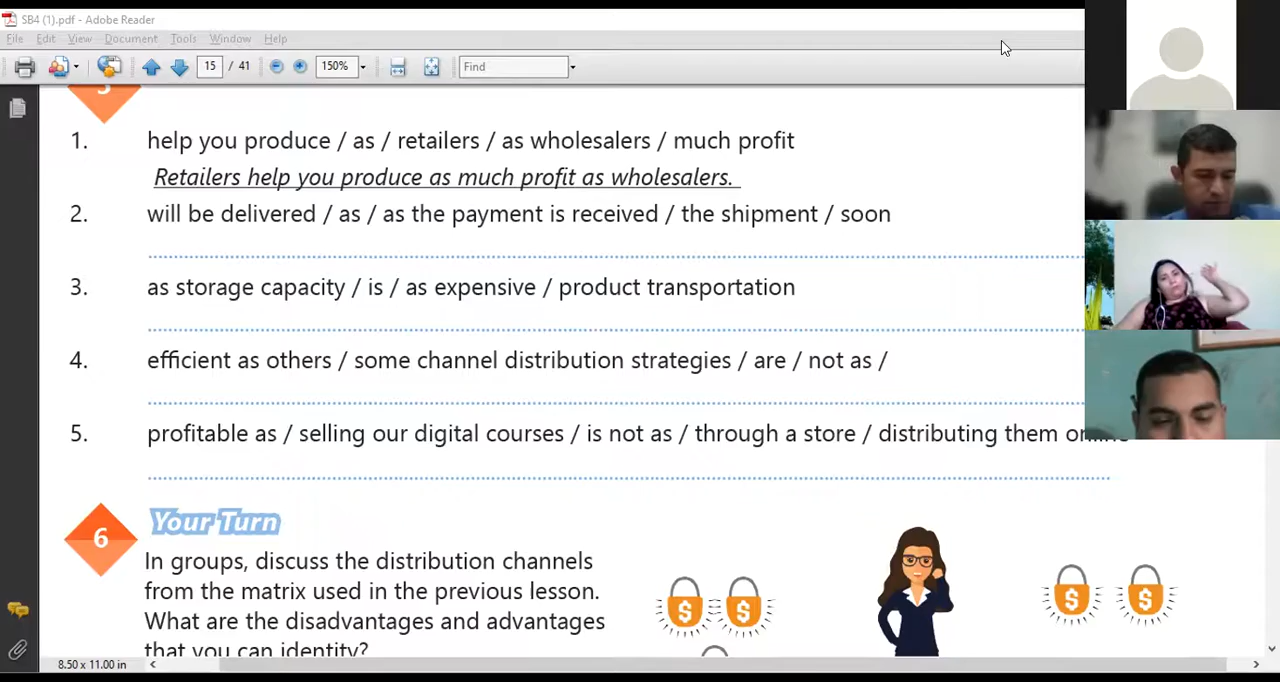 SB4 (1).pdf - Adobe Reader
File Edit View Document Tools Window Help
15 / 41 150% Find
1. help you produce / as / retailers / as wholesalers / much profit
Retailers help you produce as much profit as wholesalers.
2. will be delivered / as / as the payment is received / the shipment / soon
3. as storage capacity / is / as expensive / product transportation
4. efficient as others / some channel distribution strategies / are / not as /
5. profitable as / selling our digital courses / is not as / through a store / distributing them online
6 Your Turn
In groups, discuss the distribution channels
from the matrix used in the previous lesson.
What are the disadvantages and advantages
that you can identity?
$ $ $ $
8.50 x 11.00 in